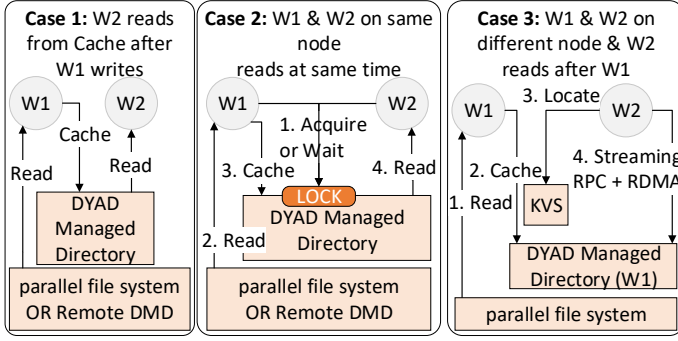 Case 1: W2 reads
from Cache after
W1 writes
W1
W2
Cache
Read
Read
DYAD
Managed
Directory
parallel file system
OR Remote DMD
Case 2: W1 & W2 on same
node
reads at same time
W1
W2
1. Acquire
or Wait
3. Cache
4. Read
LOCK
2. Read
DYAD Managed
Directory
parallel file system
OR Remote DMD
Case 3: W1 & W2 on
different node & W2
reads after W1
3. Locate
W1
W2
2. Cache
4. Streaming
RPC + RDMA
1. Read
KVS
DYAD Managed
Directory (W1)
parallel file system